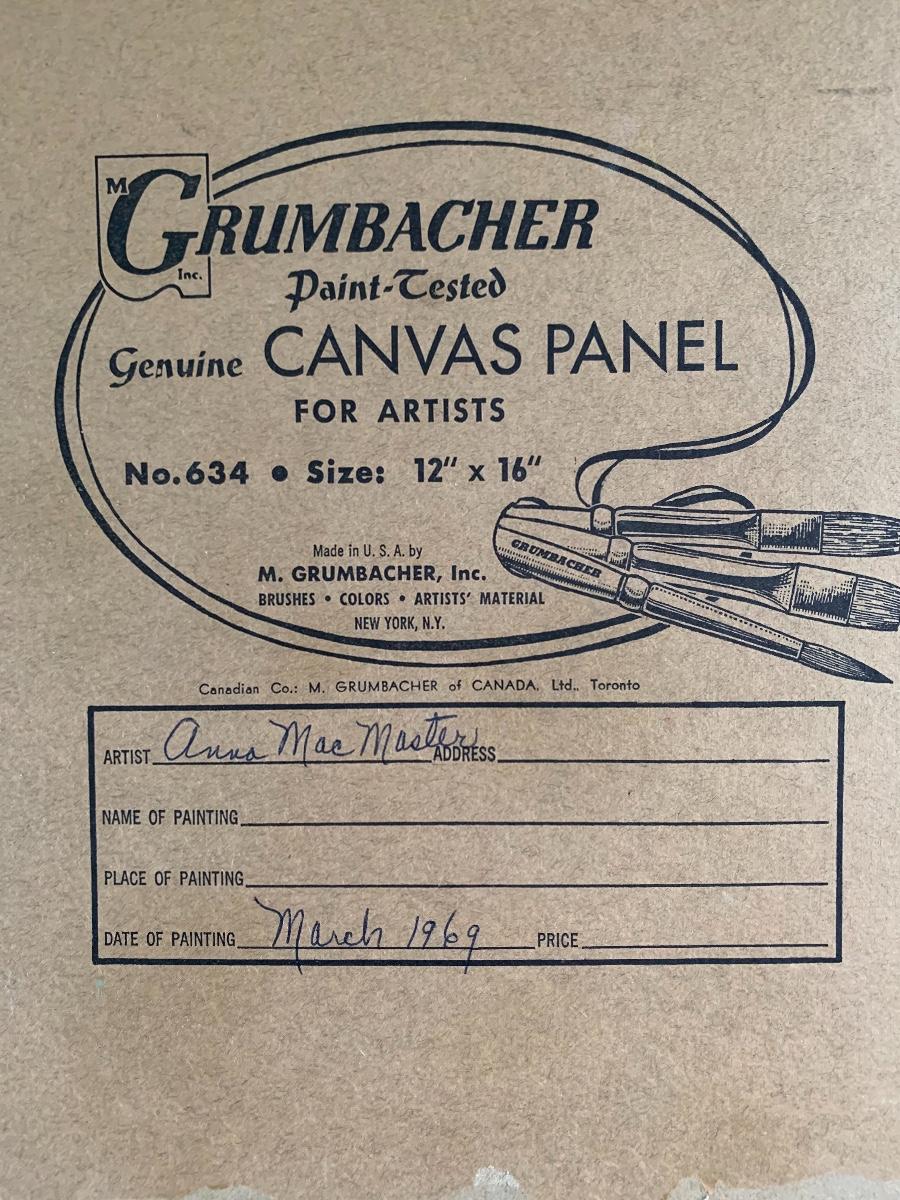 M GRUMBACHER Inc.
Paint-Tested
Genuine CANVAS PANEL
FOR ARTISTS
No.634 • Size: 12" x 16"
GRUMBACHER
Made in U. S. A. by
M. GRUMBACHER, Inc.
BRUSHES • COLORS • ARTISTS' MATERIAL
NEW YORK, N.Y.
Canadian Co.: M. GRUMBACHER of CANADA, Ltd., Toronto
ARTIST Anna Mac Master ADDRESS
NAME OF PAINTING
PLACE OF PAINTING
DATE OF PAINTING March 1969 PRICE